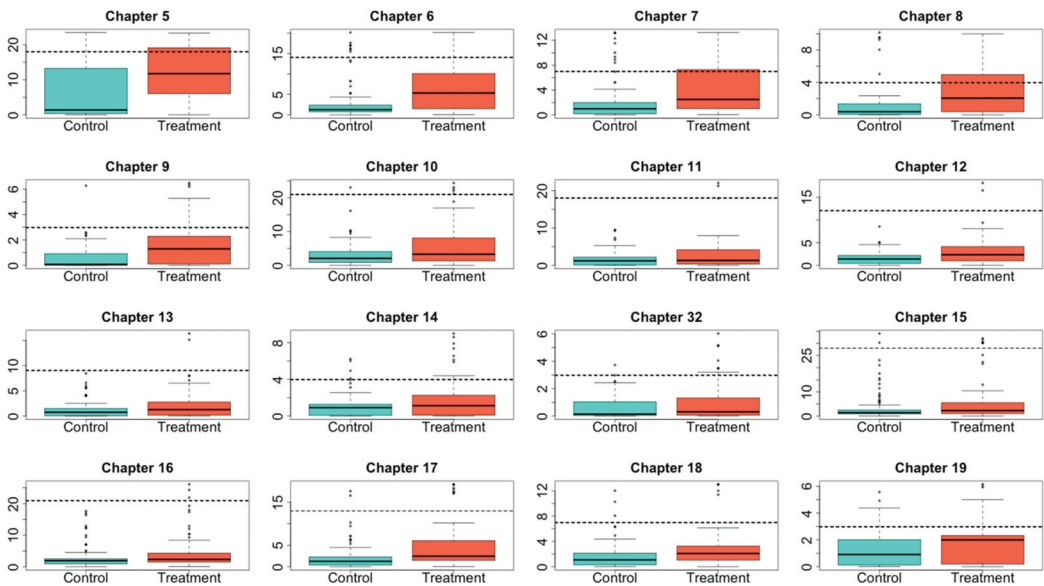 Chapter 5 Chapter 6 Chapter 7 Chapter 8
20 10 0 20 15 10 5 0 12 8 4 0 8 4 0
Control Treatment Control Treatment Control Treatment Control Treatment
Chapter 9 Chapter 10 Chapter 11 Chapter 12
6 4 2 0 20 10 0 20 10 0 15 5 0
Control Treatment Control Treatment Control Treatment Control Treatment
Chapter 13 Chapter 14 Chapter 32 Chapter 15
10 5 0 8 4 0 6 4 2 0 25 10 0
Control Treatment Control Treatment Control Treatment Control Treatment
Chapter 16 Chapter 17 Chapter 18 Chapter 19
20 10 0 15 5 0 12 8 4 0 6 4 2 0
Control Treatment Control Treatment Control Treatment Control Treatment